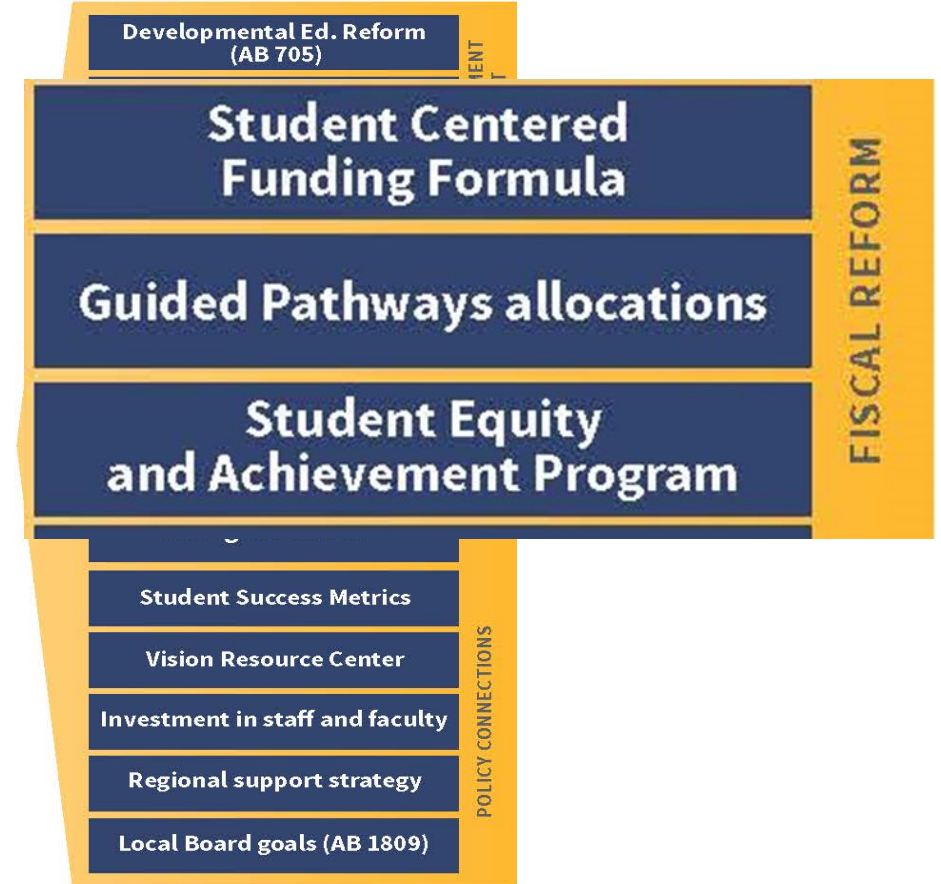 Developmental Ed. Reform
(AB 705)
Student Centered
Funding Formula
Guided Pathways allocations
Student Equity
and Achievement Program
FISCAL REFORM
Student Success Metrics
Vision Resource Center
Investment in staff and faculty
Regional support strategy
Local Board goals (AB 1809)
POLICY CONNECTIONS